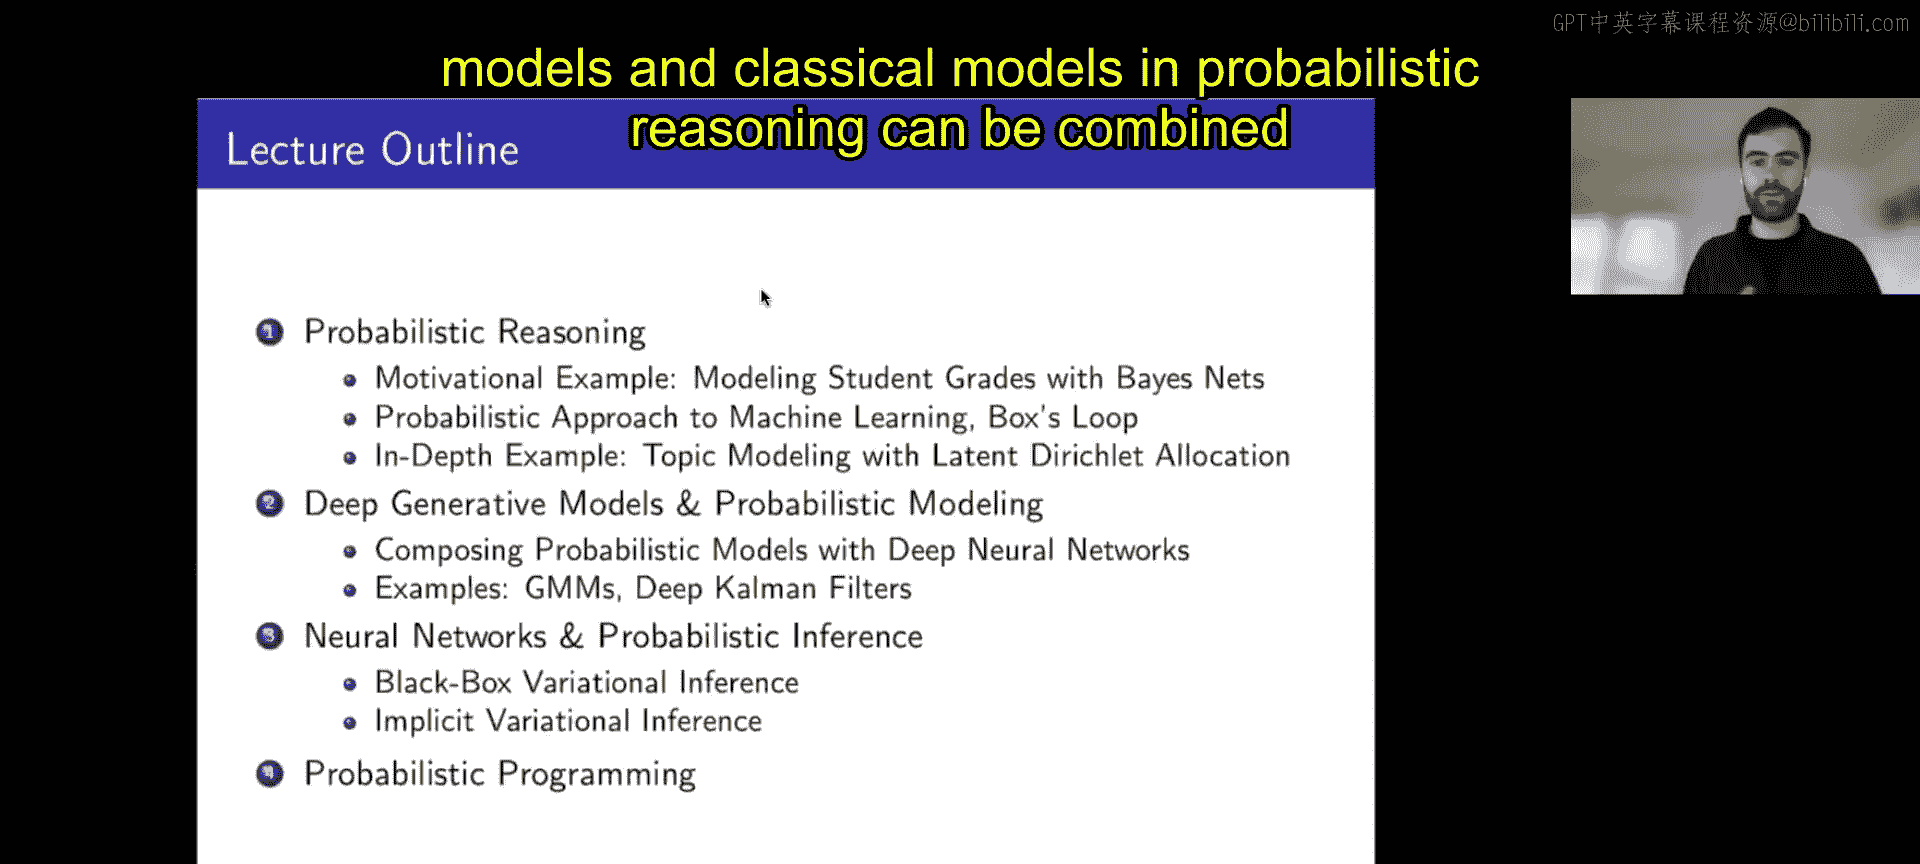 GPT中英字幕课程资源@bilibili.com
models and classical models in probabilistic
reasoning can be combined
Lecture Outline
1 Probabilistic Reasoning
Motivational Example: Modeling Student Grades with Bayes Nets
Probabilistic Approach to Machine Learning, Box's Loop
In-Depth Example: Topic Modeling with Latent Dirichlet Allocation
2 Deep Generative Models & Probabilistic Modeling
Composing Probabilistic Models with Deep Neural Networks
Examples: GMMs, Deep Kalman Filters
3 Neural Networks & Probabilistic Inference
Black-Box Variational Inference
Implicit Variational Inference
4 Probabilistic Programming